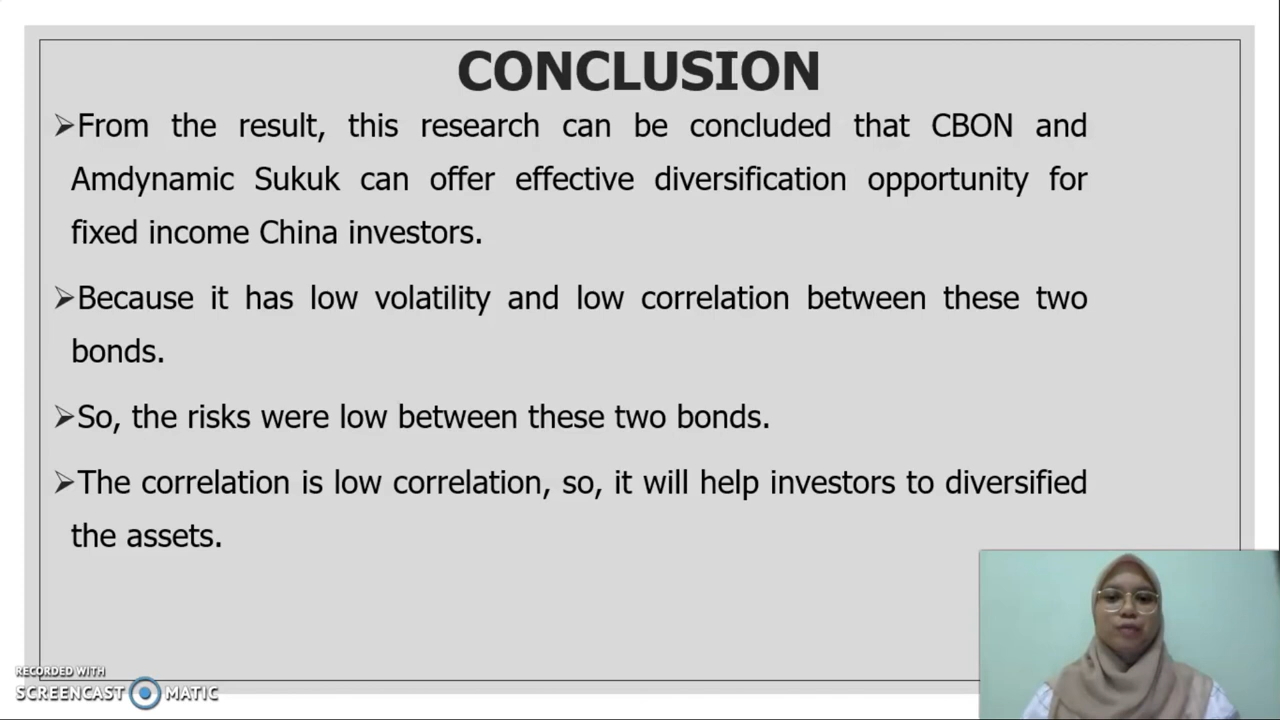 CONCLUSION
➢From the result, this research can be concluded that CBON and
Amdynamic Sukuk can offer effective diversification opportunity for
fixed income China investors.
➢Because it has low volatility and low correlation between these two
bonds.
➢So, the risks were low between these two bonds.
➢The correlation is low correlation, so, it will help investors to diversified
the assets.
RECORDED WITH
SCREENCAST MATIC